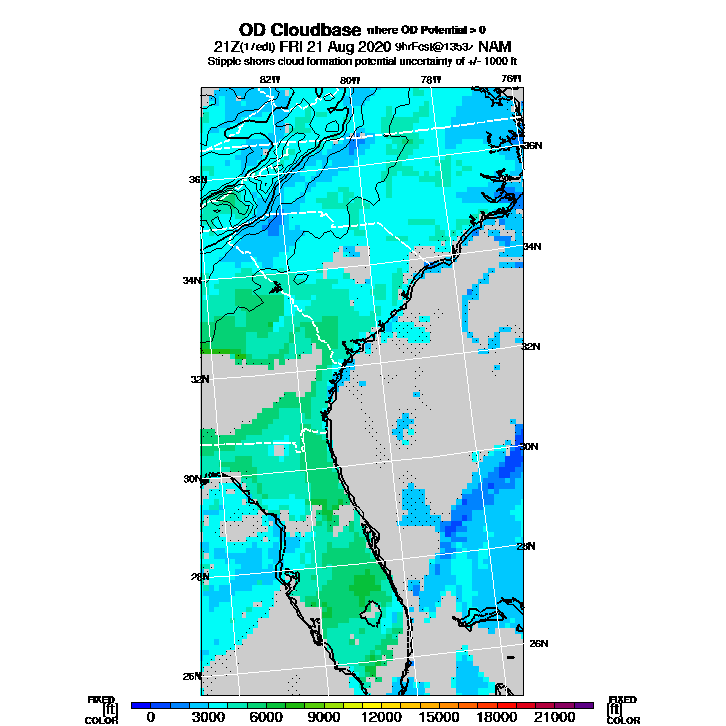 OD Cloudbase where OD Potential > 0
21Z(17edt) FRI 21 Aug 2020 9hrFcst@1353z NAM
Stipple shows cloud formation potential uncertainty of +/- 1000 ft
82W 80W 78W 76W
36N
36N
34N
34N
32N
32N
30N
30N
28N
28N
26N
26N
FIXED [ft] COLOR
0 3000 6000 9000 12000 15000 18000 21000
FIXED [ft] COLOR